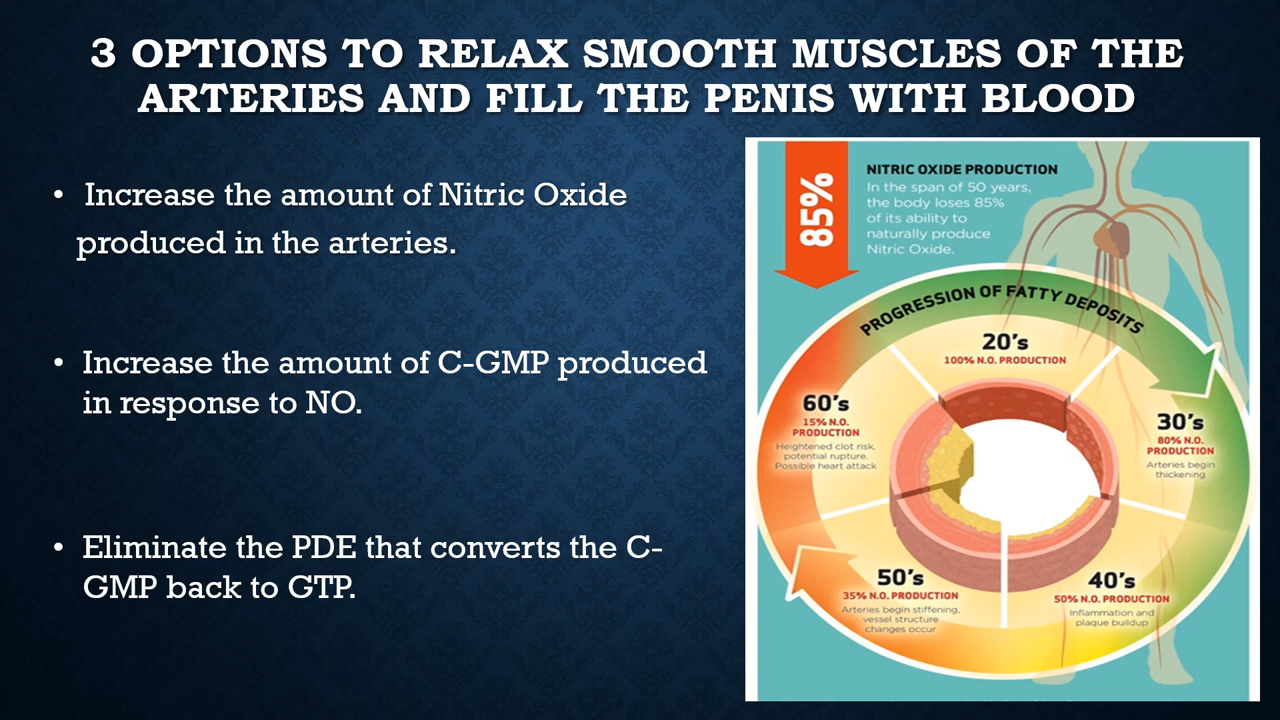 3 OPTIONS TO RELAX SMOOTH MUSCLES OF THE
ARTERIES AND FILL THE PENIS WITH BLOOD
• Increase the amount of Nitric Oxide
produced in the arteries.
• Increase the amount of C-GMP produced
in response to NO.
• Eliminate the PDE that converts the C-
GMP back to GTP.
85%
NITRIC OXIDE PRODUCTION
In the span of 50 years,
the body loses 85%
of its ability to
naturally produce
Nitric Oxide.
PROGRESSION OF FATTY DEPOSITS
20's
100% N.O. PRODUCTION
30's
80% N.O.
PRODUCTION
Arteries begin
thickening
40's
50% N.O. PRODUCTION
Inflammation and
plaque buildup
50's
35% N.O. PRODUCTION
Arteries begin stiffening,
vessel structure
changes occur
60's
15% N.O.
PRODUCTION
Heightened clot risk,
potential rupture.
Possible heart attack